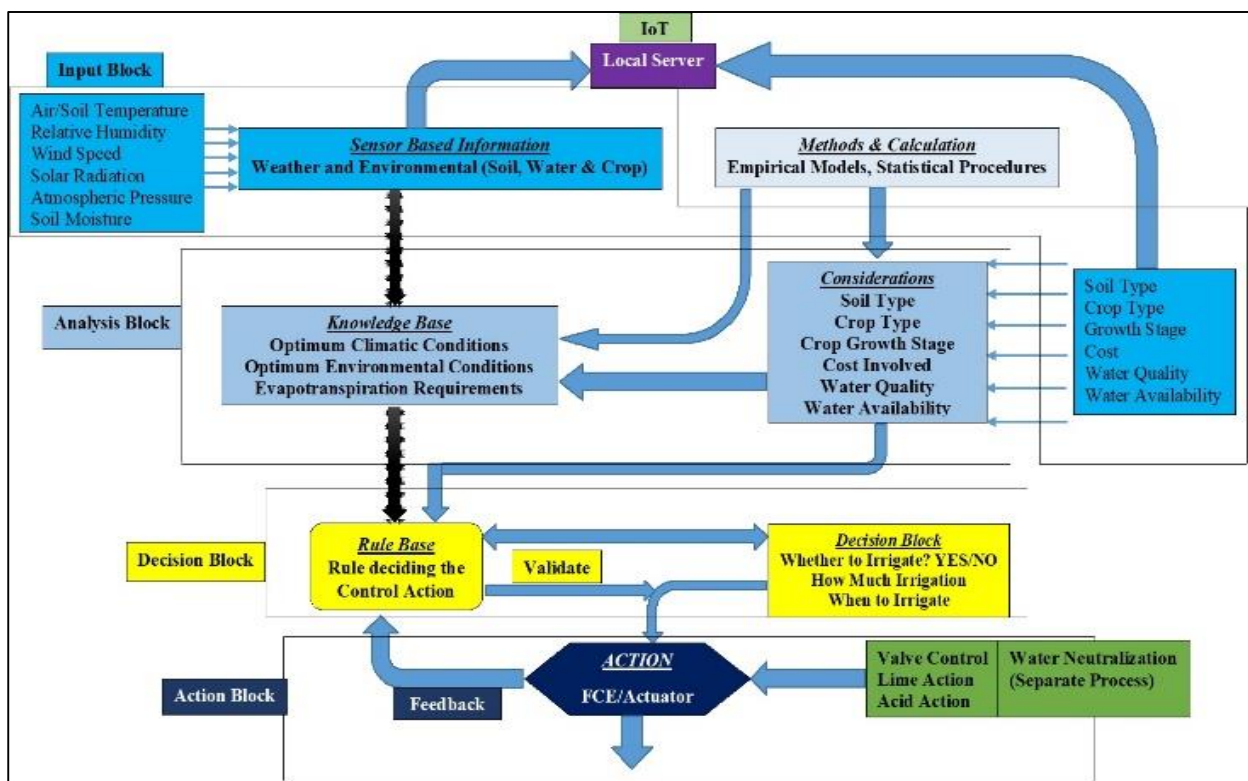 IoT
Local Server
Input Block
Air/Soil Temperature
Relative Humidity
Wind Speed
Solar Radiation
Atmospheric Pressure
Soil Moisture
Sensor Based Information
Weather and Environmental (Soil, Water & Crop)
Methods & Calculation
Empirical Models, Statistical Procedures
Analysis Block
Knowledge Base
Optimum Climatic Conditions
Optimum Environmental Conditions
Evapotranspiration Requirements
Considerations
Soil Type
Crop Type
Crop Growth Stage
Cost Involved
Water Quality
Water Availability
Soil Type
Crop Type
Growth Stage
Cost
Water Quality
Water Availability
Decision Block
Rule Base
Rule deciding the
Control Action
Validate
Decision Block
Whether to Irrigate? YES/NO
How Much Irrigation
When to Irrigate
Action Block
Feedback
ACTION
FCE/Actuator
Valve Control
Lime Action
Acid Action
Water Neutralization
(Separate Process)